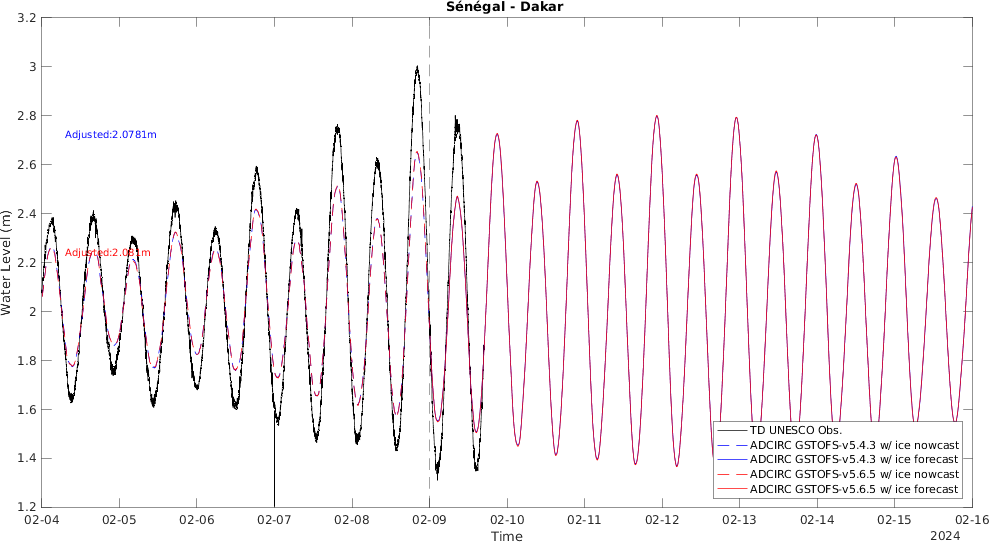 Sénégal - Dakar
3.2
3
2.8
2.6
2.4
2.2
2
1.8
1.6
1.4
1.2
Water Level (m)
Adjusted:2.0781m
Adjusted:2.081m
TD UNESCO Obs.
ADCIRC GSTOFS-v5.4.3 w/ ice nowcast
ADCIRC GSTOFS-v5.4.3 w/ ice forecast
ADCIRC GSTOFS-v5.6.5 w/ ice nowcast
ADCIRC GSTOFS-v5.6.5 w/ ice forecast
02-04 02-05 02-06 02-07 02-08 02-09 02-10 02-11 02-12 02-13 02-14 02-15 02-16
Time
2024